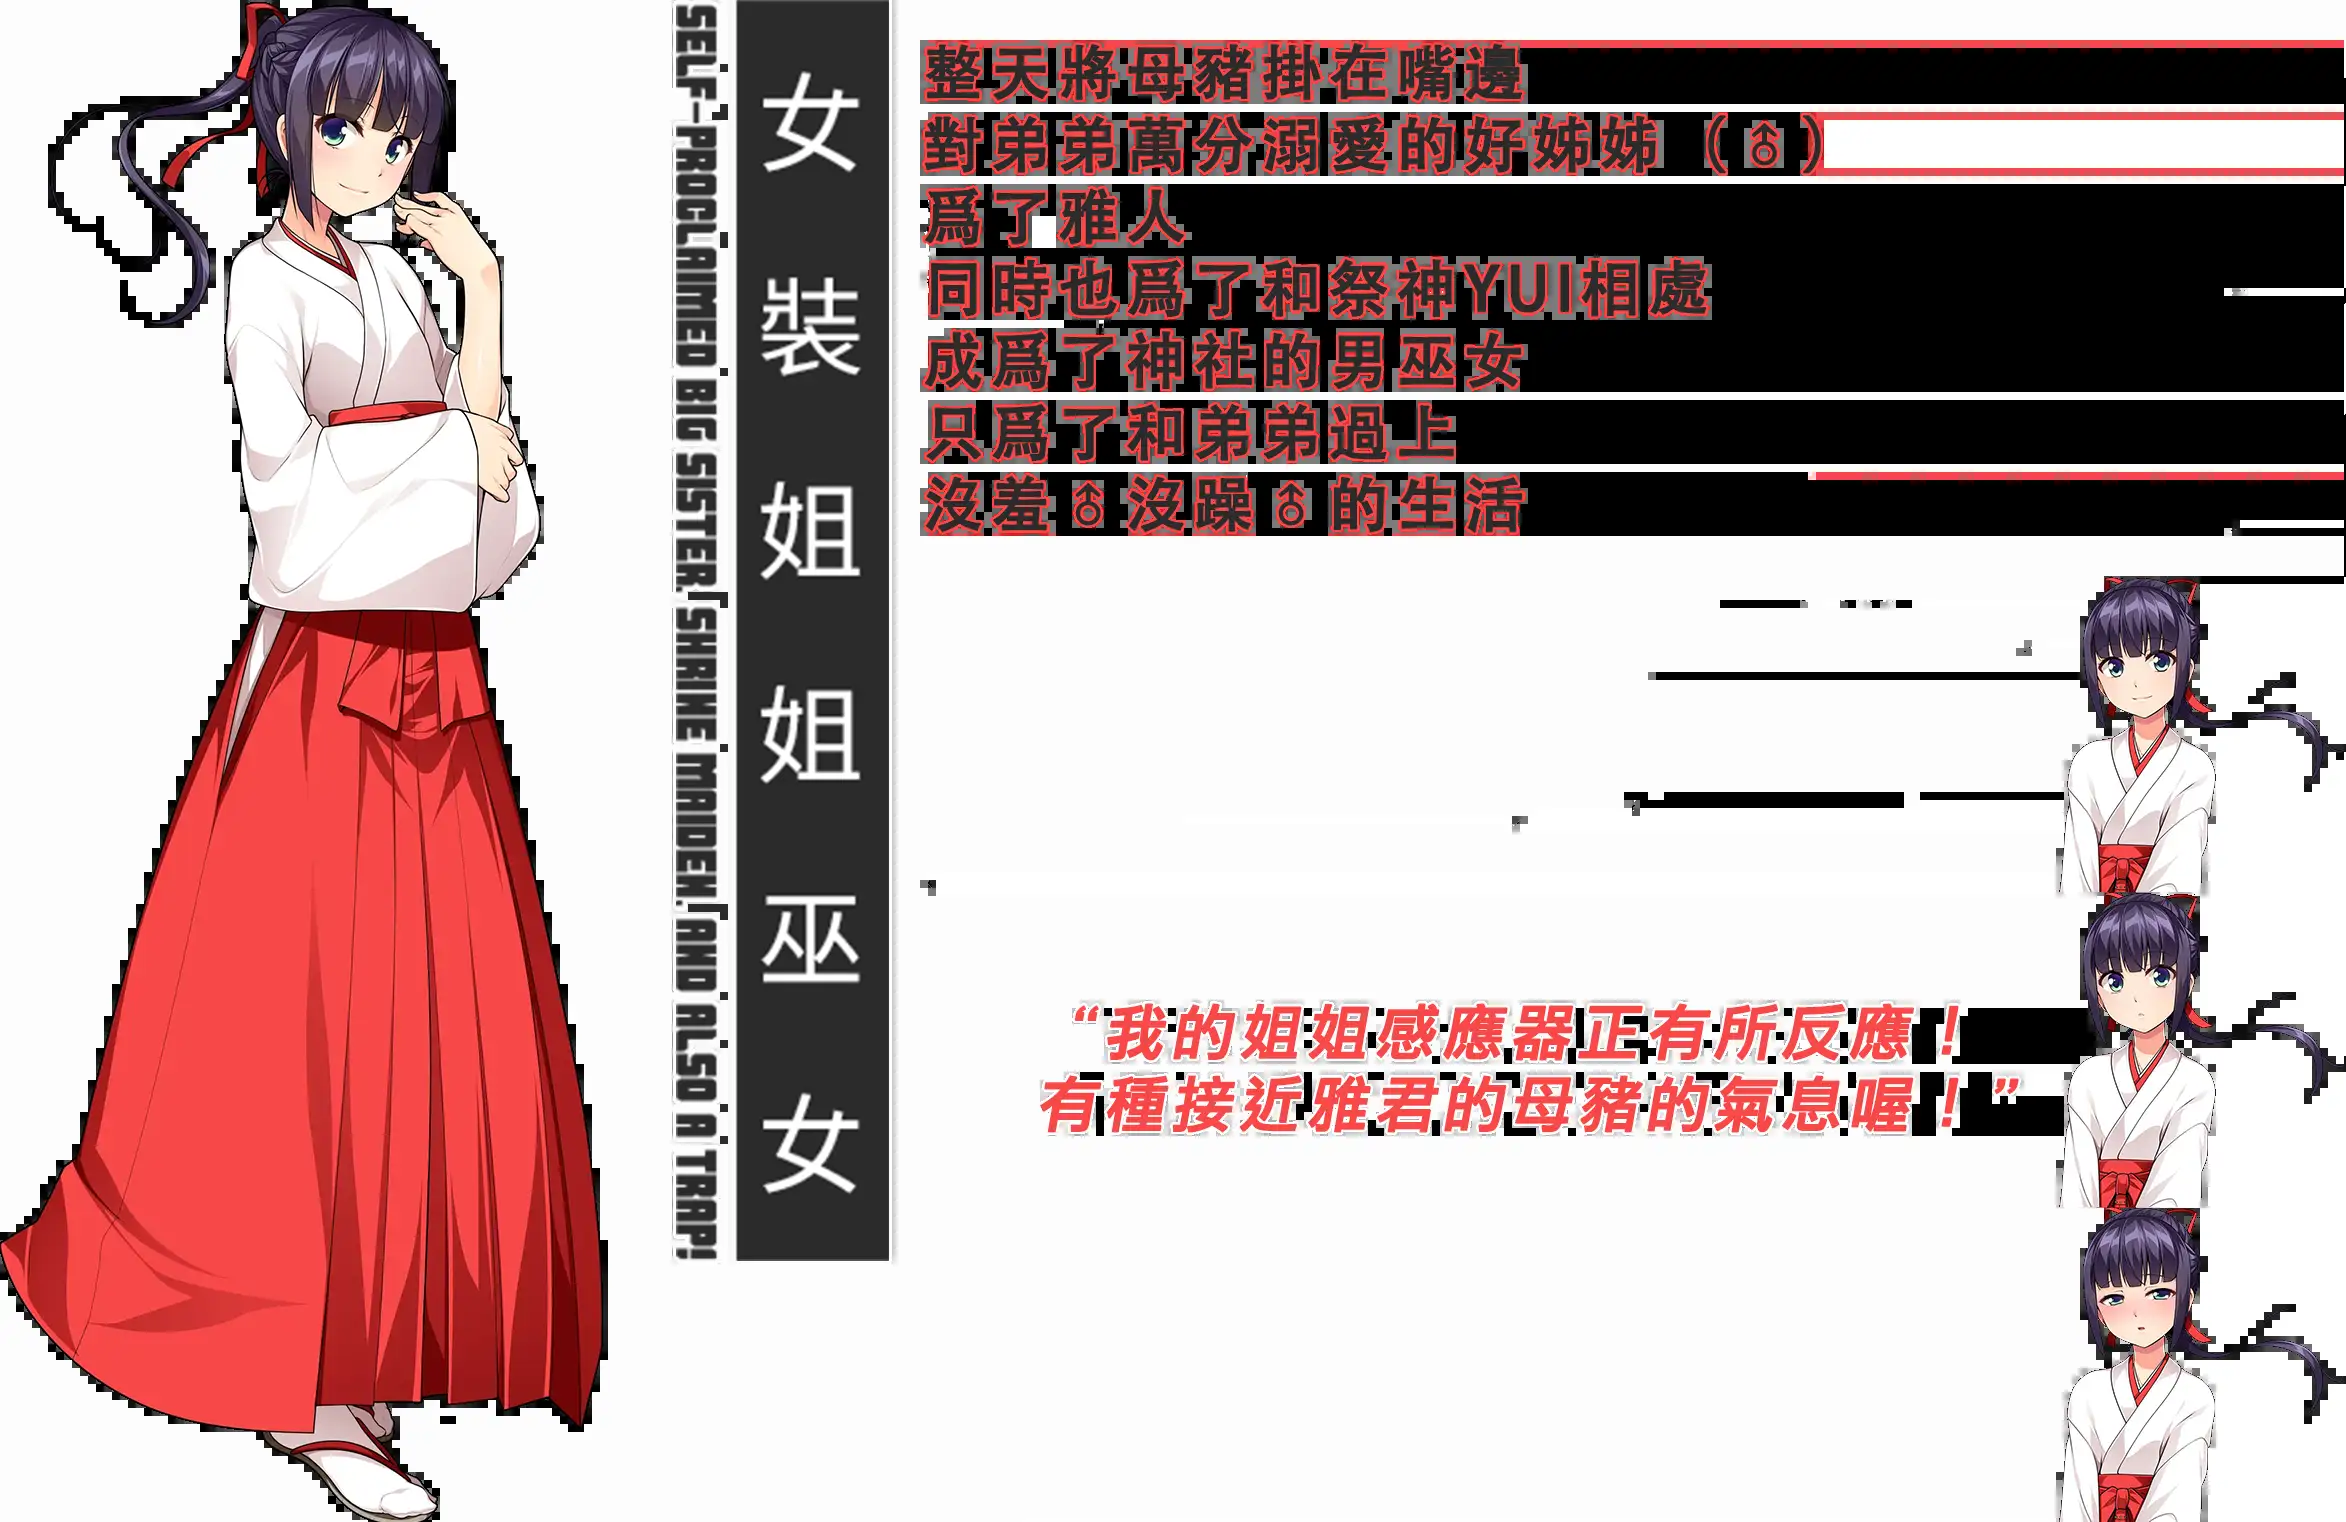 SELF-PROCLAIMED BIG SISTER, SHRINE MAIDEN, AND ALSO A TRAP!
女裝姐姐巫女
整天將母豬掛在嘴邊
對弟弟萬分溺愛的好姊姊（♂）
爲了雅人
同時也爲了和祭神YUI相處
成爲了神社的男巫女
只爲了和弟弟過上
沒羞♂沒躁♂的生活
“我的姐姐感應器正有所反應！
有種接近雅君的母豬的氣息喔！”